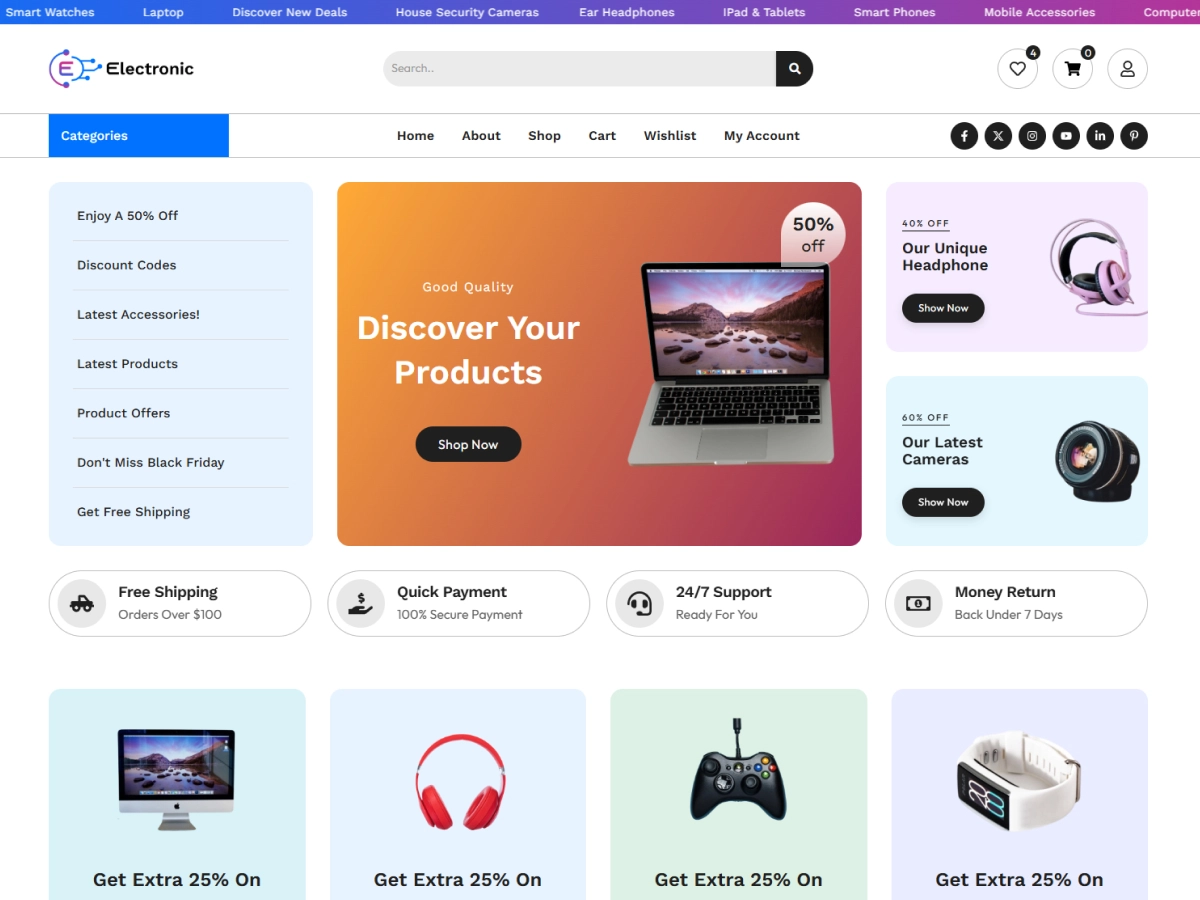 Smart Watches Laptop Discover New Deals House Security Cameras Ear Headphones IPad & Tablets Smart Phones Mobile Accessories Computer
Electronic
Search..
4
0
Categories
Home About Shop Cart Wishlist My Account
Enjoy A 50% Off
Discount Codes
Latest Accessories!
Latest Products
Product Offers
Don't Miss Black Friday
Get Free Shipping
50%
off
Good Quality
Discover Your
Products
Shop Now
40% OFF
Our Unique
Headphone
Show Now
60% OFF
Our Latest
Cameras
Show Now
Free Shipping
Orders Over $100
Quick Payment
100% Secure Payment
24/7 Support
Ready For You
Money Return
Back Under 7 Days
Get Extra 25% On
Get Extra 25% On
Get Extra 25% On
Get Extra 25% On